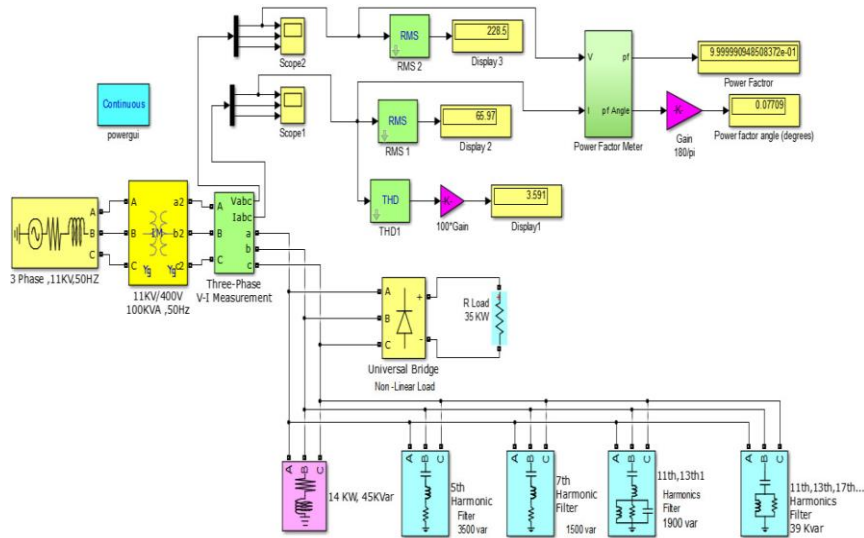 RMS
228.5
Scope2
RMS 2
Display 3
V
pf
9.999990948508372e-01
Power Factror
Continuous
powergui
Scope1
RMS
65.97
RMS 1
Display 2
I
pf Angle
K-
0.07709
Power Factor Meter
Gain
180/pi
Power factor angle (degrees)
THD
K-
3.591
THD1
100*Gain
Display1
A
B
C
3 Phase ,11KV,50HZ
A
B
C
a2
b2
c2
Yg
Yg
11KV/400V
100KVA ,50Hz
A
B
C
Vabc
Iabc
a
b
c
Three-Phase
V-I Measurement
A
B
C
+
-
R Load
35 KW
Universal Bridge
Non -Linear Load
A B C
14 KW, 45KVar
A B C
5th
Harmonic
Filter
3500 var
A B C
7th
Harmonic
Filter
1500 var
A B C
11th,13th1
Harmonics
Filter
1900 var
A B C
11th,13th,17th...
Harmonics
Filter
39 Kvar